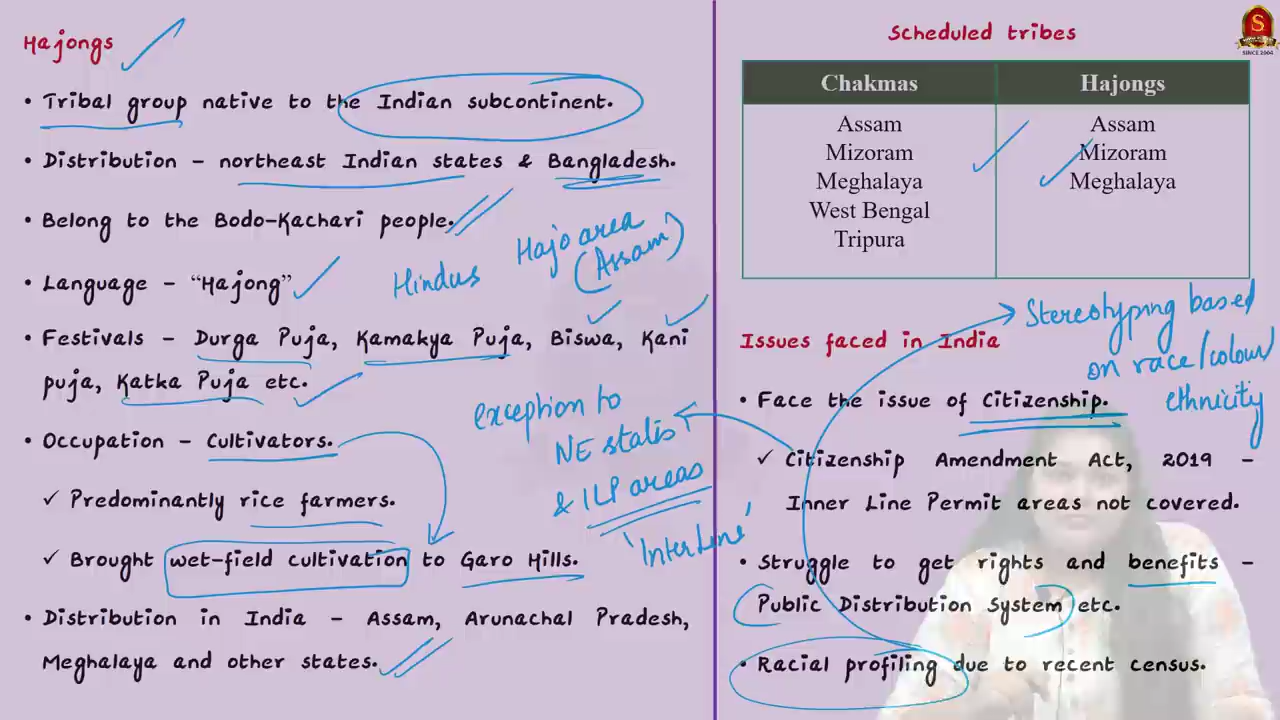 Hajongs
• Tribal group native to the Indian subcontinent.
• Distribution – northeast Indian states & Bangladesh.
• Belong to the Bodo-Kachari people.
Hajo area
(Assam)
• Language – “Hajong”
Hindus
• Festivals – Durga Puja, Kamakya Puja, Biswa, Kani
puja, Katka Puja etc.
• Occupation – Cultivators.
exception to
NE states
& ILP areas
'Inter Line'
✓ Predominantly rice farmers.
✓ Brought wet-field cultivation to Garo Hills.
• Distribution in India – Assam, Arunachal Pradesh,
Meghalaya and other states.
Scheduled tribes
S
SINCE 2004
Chakmas Hajongs
Assam Assam
Mizoram Mizoram
Meghalaya Meghalaya
West Bengal
Tripura
Stereotyping based
on race/colour/
ethnicity
Issues faced in India
• Face the issue of Citizenship.
✓ Citizenship Amendment Act, 2019 –
Inner Line Permit areas not covered.
• Struggle to get rights and benefits –
Public Distribution System etc.
• Racial profiling due to recent census.